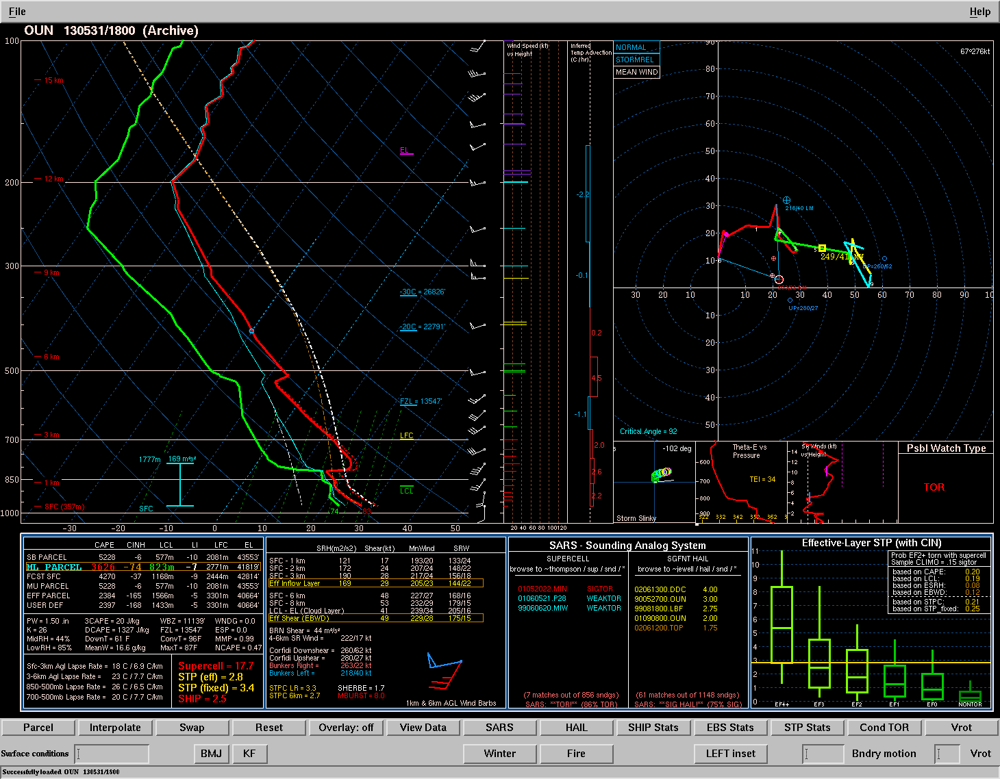 File Help
OUN 130531/1800 (Archive)
100
200
300
500
700
850
1000
15 km
12 km
9 km
6 km
3 km
1 km
SFC (357m)
1777m 169 m²s²
SFC
EL
-30C = 26826'
-20C = 22791'
FZL = 13547'
LFC
LCL
74 83
-30 -20 -10 0 10 20 30 40 50
Wind Speed (kt)
vs Height
20 40 60 80 100120
Inferred
Temp Advection
(C /hr)
-2.2
-0.1
0.2
4.5
-1.1
2.0
2.6
2.2
NORMAL
STORMREL
MEAN WIND
67°276kt
90
80
70
60
50
40
30
20
10
30 20 10 10 20 30 40 50 60 70 80 90
10
20
30
40
50
218/40 LM
249/41 MW
DP=260/62
UP=280/27
Critical Angle = 92
-102 deg
Storm Slinky
Theta-E vs
Pressure
TEI = 34
600
700
800
900
322 332 342 352 362
SR Winds (kt)
vs Height
14
12
10
8
6
4
2
Psbl Watch Type
TOR
CAPE CINH LCL LI LFC EL
SB PARCEL 5228 -6 577m -10 2081m 43553'
ML PARCEL 3626 -74 823m -7 2771m 41819'
FCST SFC 4270 -37 1168m -9 2444m 42814'
MU PARCEL 5228 -6 577m -10 2081m 43553'
EFF PARCEL 2384 -165 1566m -5 3301m 40664'
USER DEF 2397 -168 1433m -5 3301m 40664'
PW = 1.50 .in 3CAPE = 20 J/kg WBZ = 11139' WNDG = 0.0
K = 26 DCAPE = 1327 J/kg FZL = 13547' ESP = 0.0
MidRH = 44% DownT = 61 F ConvT = 96F MMP = 0.99
LowRH = 85% MeanW = 16.6 g/kg MaxT = 87F NCAPE = 0.47
Sfc-3km Agl Lapse Rate = 18 C / 6.9 C/km
3-6km Agl Lapse Rate = 23 C / 7.7 C/km
850-500mb Lapse Rate = 26 C / 6.5 C/km
700-500mb Lapse Rate = 20 C / 7.7 C/km
Supercell = 17.7
STP (eff) = 2.8
STP (fixed) = 3.4
SHIP = 2.5
SRH(m2/s2) Shear(kt) MnWind SRW
SFC - 1 km 121 17 193/20 133/24
SFC - 2 km 172 24 207/24 148/22
SFC - 3 km 190 28 217/24 156/18
Eff Inflow Layer 169 29 205/23 144/22
SFC - 6 km 48 227/27 168/16
SFC - 8 km 53 232/29 179/15
LCL - EL (Cloud Layer) 41 239/34 205/16
Eff Shear (EBWD) 49 229/28 175/15
BRN Shear = 44 m²/s²
4-6km SR Wind = 222/17 kt
Corfidi Downshear = 260/62 kt
Corfidi Upshear = 280/27 kt
Bunkers Right = 263/22 kt
Bunkers Left = 218/40 kt
STPC LR = 3.3 SHERBE = 1.7
STPC 6km = 2.7 MBURST = 8.0
1km & 6km AGL Wind Barbs
SARS - Sounding Analog System
SUPERCELL SGFNT HAIL
browse to ~thompson / sup / snd / * browse to ~jewell / hail / snd / *
01052022.MIN SIGTOR
01060521.P28 WEAKTOR
99060620.MIW WEAKTOR
02061300.DDC 4.00
90052700.OUN 3.00
99081800.LBF 2.75
01090800.OUN 2.00
02061200.TOP 1.75
(7 matches out of 856 sndgs) (61 matches out of 1148 sndgs)
SARS: **TOR!** (86% TOR) SARS: **SIG HAIL!** (75% SIG)
Effective-Layer STP (with CIN)
Prob EF2+ torn with supercell
Sample CLIMO = .15 sigtor
based on CAPE: 0.20
based on LCL: 0.19
based on ESRH: 0.08
based on EBWD: 0.12
based on STPC: 0.21
based on STP_fixed: 0.25
11
10
9
8
7
6
5
4
3
2
1
0
EF4+ EF3 EF2 EF1 EF0 NONTOR
Parcel Interpolate Swap Reset Overlay: off View Data SARS HAIL SHIP Stats EBS Stats STP Stats Cond TOR Vrot
Surface conditions BMJ KF Winter Fire LEFT inset Bndry motion Vrot
Successfully loaded OUN 130531/1800